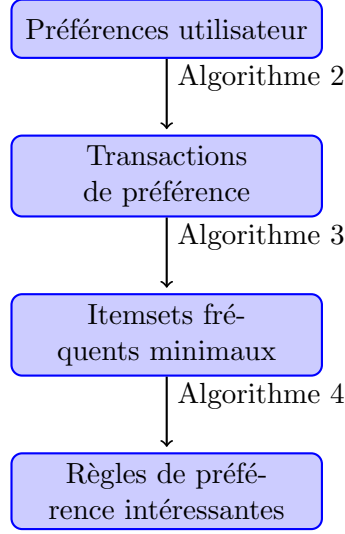 Préférences utilisateur
Algorithme 2
Transactions
de préférence
Algorithme 3
Itemsets fré-
quents minimaux
Algorithme 4
Règles de préfé-
rence intéressantes